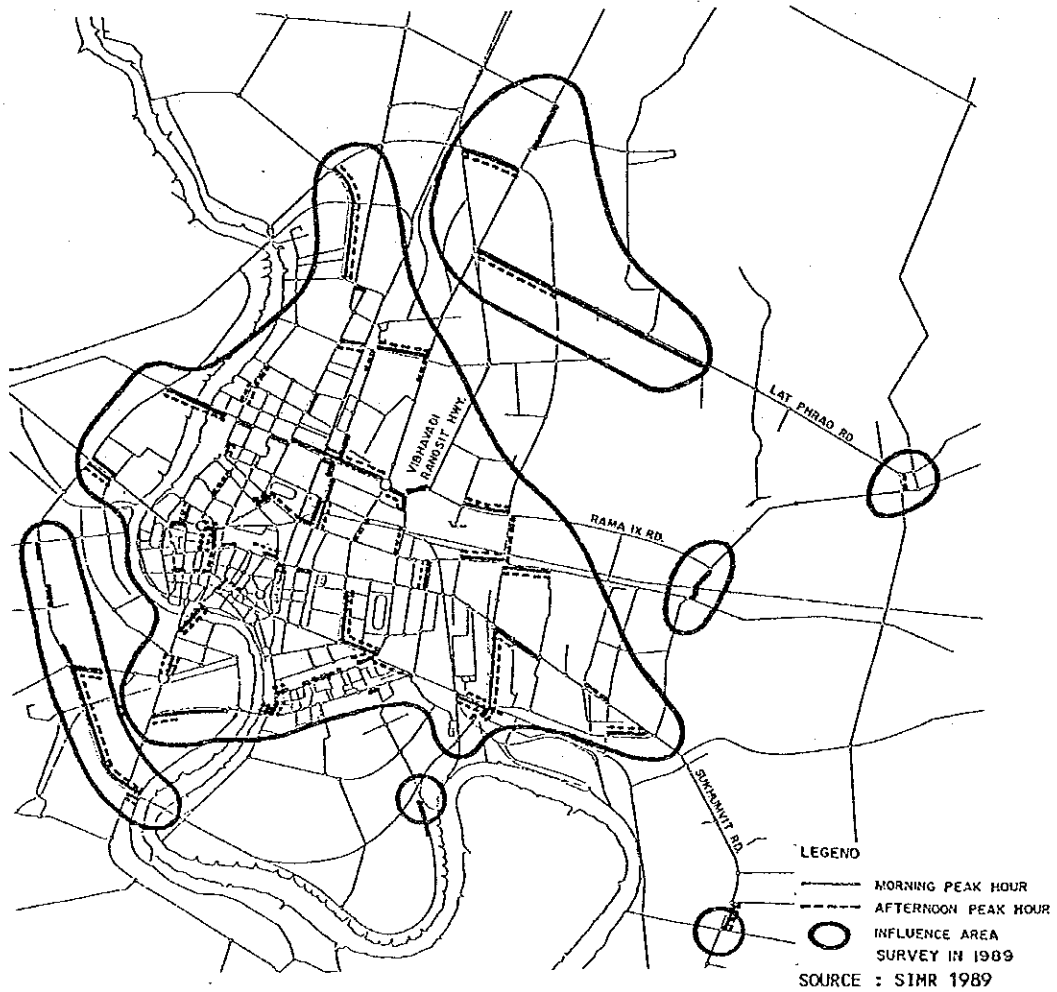 VIBHAVADI
RANGSIT HWY.
LAT PHRAO RD.
RAMA IX RD.
SUKHUMVIT RD.
LEGEND
MORNING PEAK HOUR
AFTERNOON PEAK HOUR
INFLUENCE AREA
SURVEY IN 1989
SOURCE : SIMR 1989